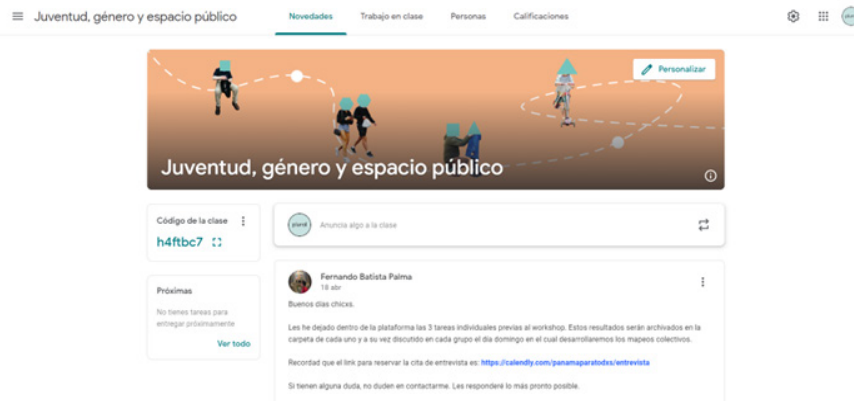 Juventud, género y espacio público
Novedades
Trabajo en clase
Personas
Calificaciones
Personalizar
Juventud, género y espacio público
Código de la clase
h4ftbc7
plural
Anuncia algo a la clase
Próximas
No tienes tareas para
entregar próximamente
Ver todo
Fernando Batista Palma
18 abr
Buenos días chicxs.
Les he dejado dentro de la plataforma las 3 tareas individuales previas al workshop. Estos resultados serán archivados en la
carpeta de cada uno y a su vez discutido en cada grupo el día domingo en el cual desarrollaremos los mapeos colectivos.
Recordad que el link para reservar la cita de entrevista es: https://calendly.com/panamaparatodxs/entrevista
Si tienen alguna duda, no duden en contactarme. Les responderé lo más pronto posible.